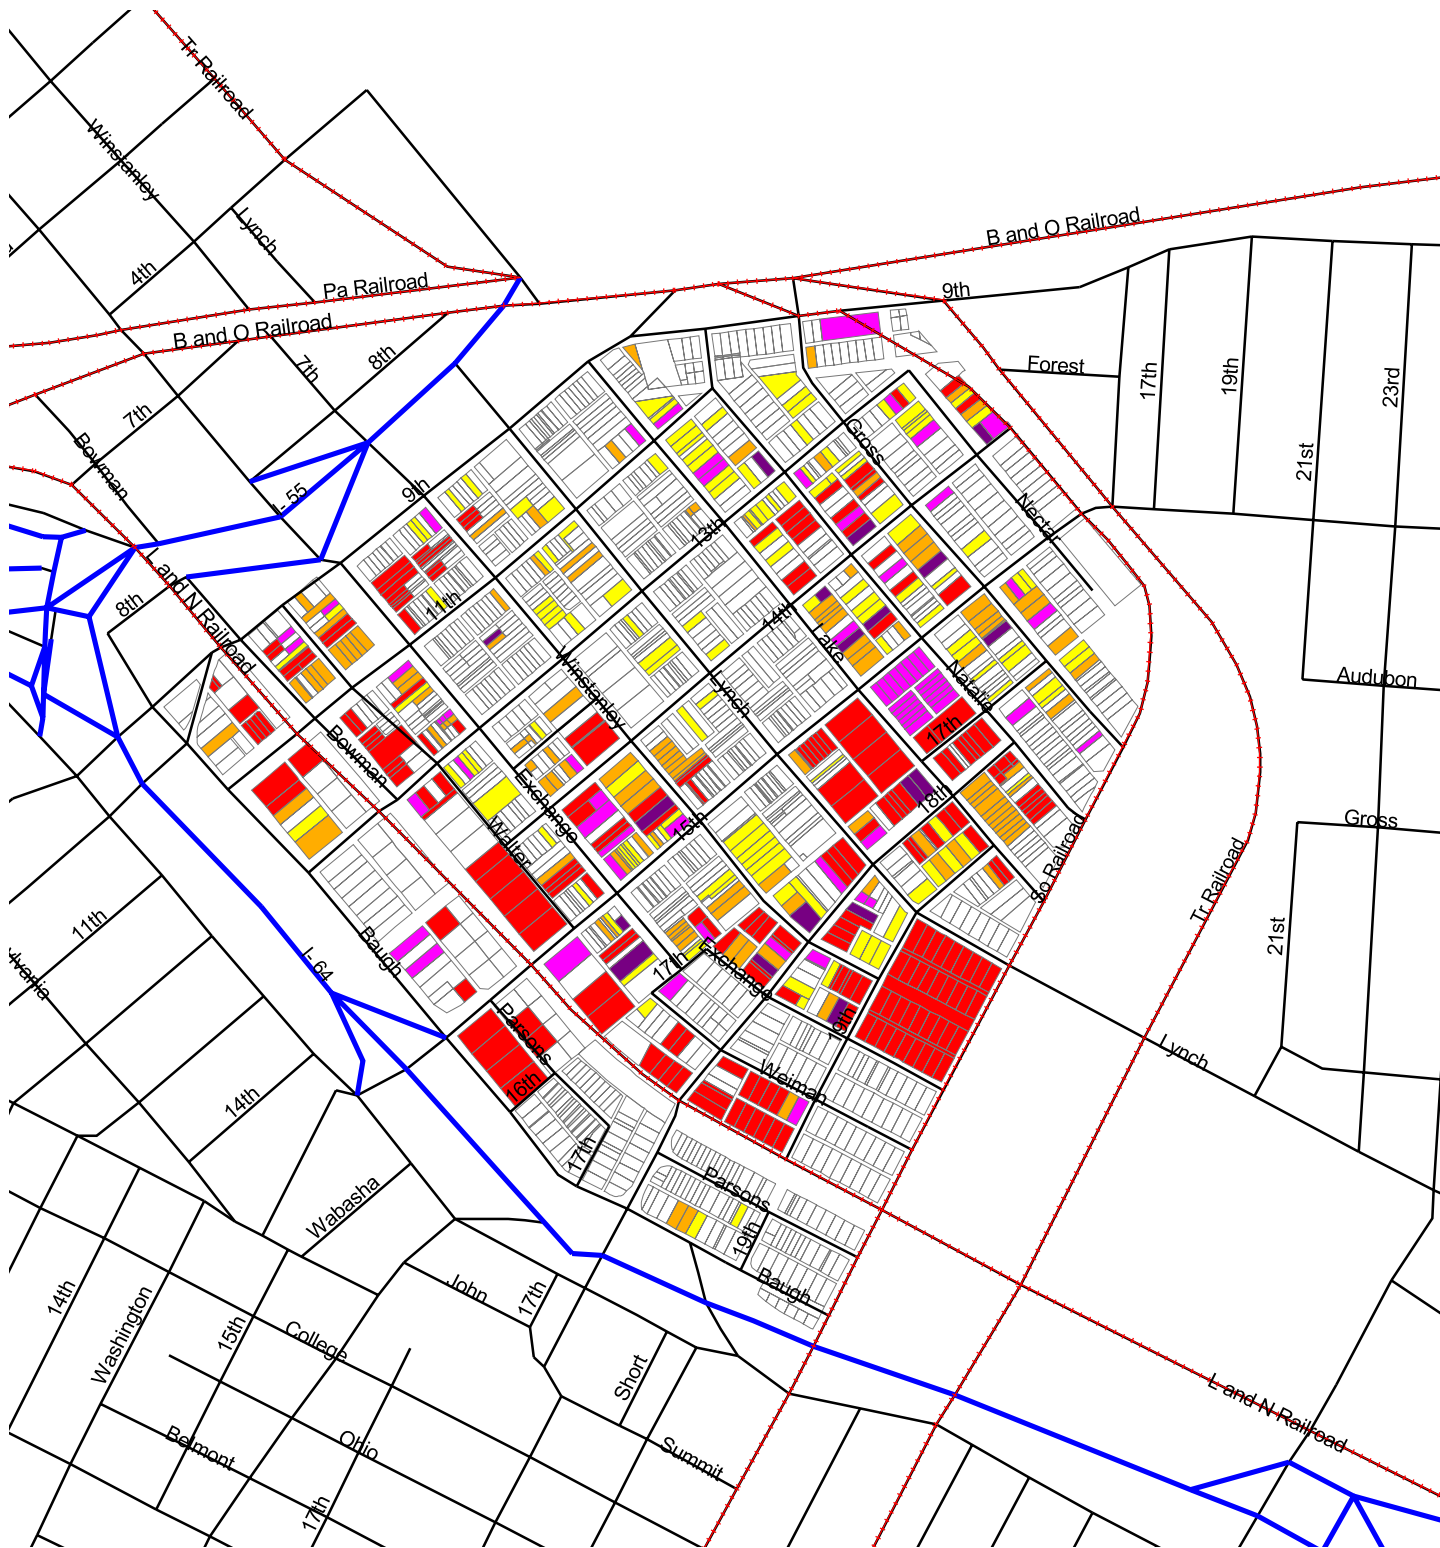 Tr Railroad
Winstanley
Lynch
4th
B and O Railroad
Pa Railroad
9th
B and O Railroad
7th
8th
Forest
17th
19th
23rd
7th
Bowman
Gross
21st
I- 55
9th
Nectar
13th
L and N Railroad
8th
11th
14th
Lake
Winstanley
Lynch
Natalie
Audubon
17th
Bowman
Exchange
18th
15th
Walter
Gross
So Railroad
Tr Railroad
11th
Baugh
I- 64
17th
Exchange
21st
19th
Parsons
Lynch
Weiman
16th
14th
17th
Parsons
Wabasha
19th
Baugh
John
17th
14th
Washington
15th
College
Short
L and N Railroad
Belmont
Ohio
Summit
17th